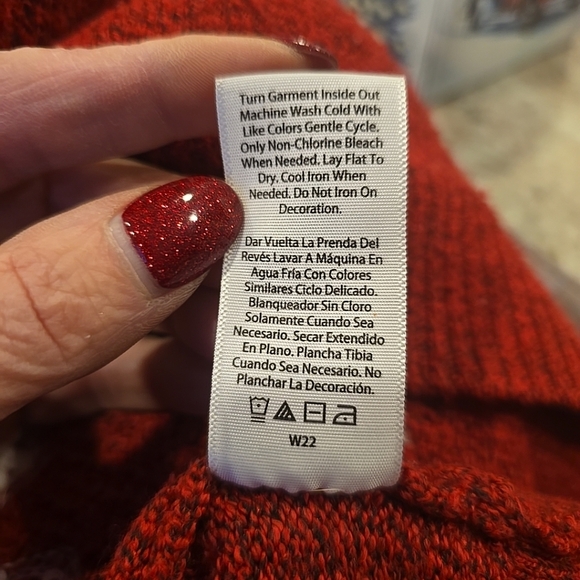 Turn Garment Inside Out
Machine Wash Cold With
Like Colors Gentle Cycle.
Only Non-Chlorine Bleach
When Needed. Lay Flat To
Dry. Cool Iron When
Needed. Do Not Iron On
Decoration.
Dar Vuelta La Prenda Del
Revés Lavar A Máquina En
Agua Fría Con Colores
Similares Ciclo Delicado.
Blanqueador Sin Cloro
Solamente Cuando Sea
Necesario. Secar Extendido
En Plano. Plancha Tibia
Cuando Sea Necesario. No
Planchar La Decoración.
W22